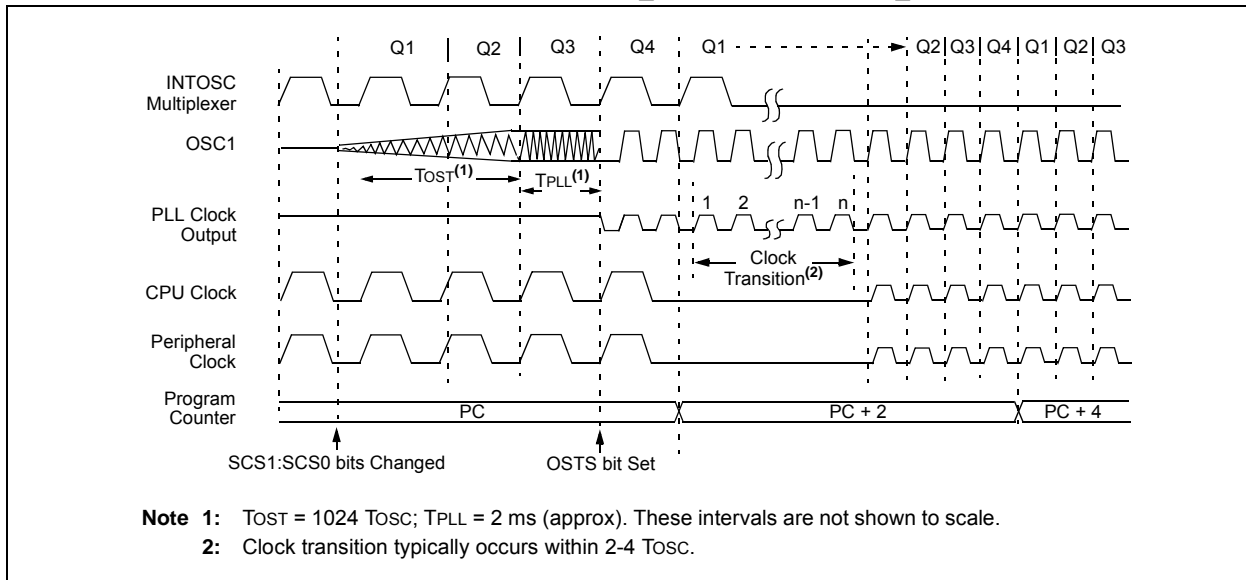 Q1 Q2 Q3 Q4 Q1 Q2 Q3 Q4 Q1 Q2 Q3
INTOSC
Multiplexer
OSC1
TOST(1) TPLL(1)
1 2 n-1 n
PLL Clock
Output
Clock
Transition(2)
CPU Clock
Peripheral
Clock
Program
Counter
PC PC + 2 PC + 4
SCS1:SCS0 bits Changed OSTS bit Set
Note 1: TOST = 1024 TOSC; TPLL = 2 ms (approx). These intervals are not shown to scale.
2: Clock transition typically occurs within 2-4 TOSC.